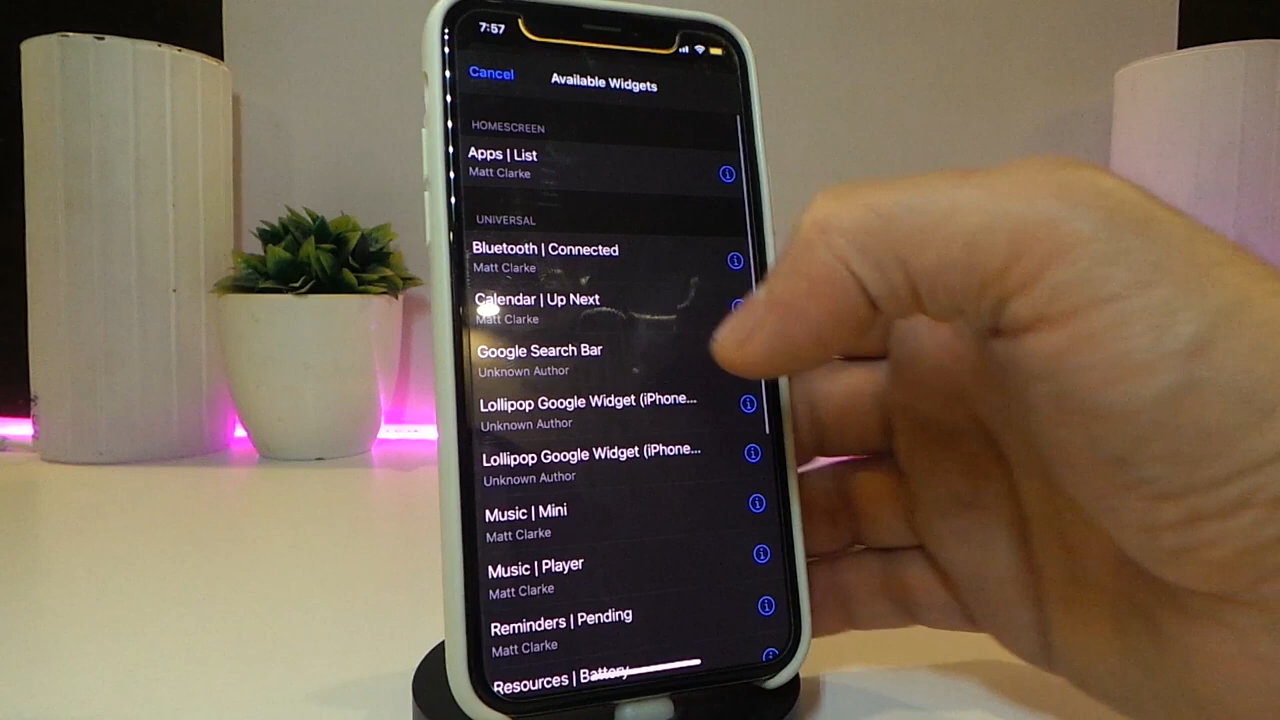 7:57
Cancel
Available Widgets
HOMESCREEN
Apps | List
Matt Clarke
UNIVERSAL
Bluetooth | Connected
Matt Clarke
Calendar | Up Next
Matt Clarke
Google Search Bar
Unknown Author
Lollipop Google Widget (iPhone...
Unknown Author
Lollipop Google Widget (iPhone...
Unknown Author
Music | Mini
Matt Clarke
Music | Player
Matt Clarke
Reminders | Pending
Matt Clarke
Resources | Battery